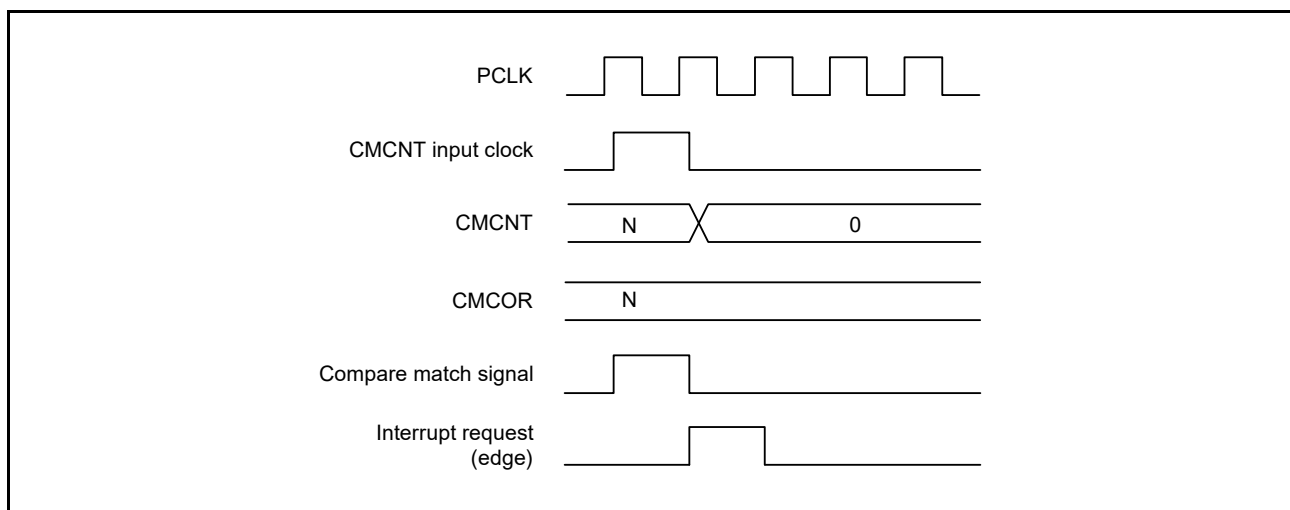 PCLK
CMCNT input clock
CMCNT
N
0
CMCOR
N
Compare match signal
Interrupt request
(edge)